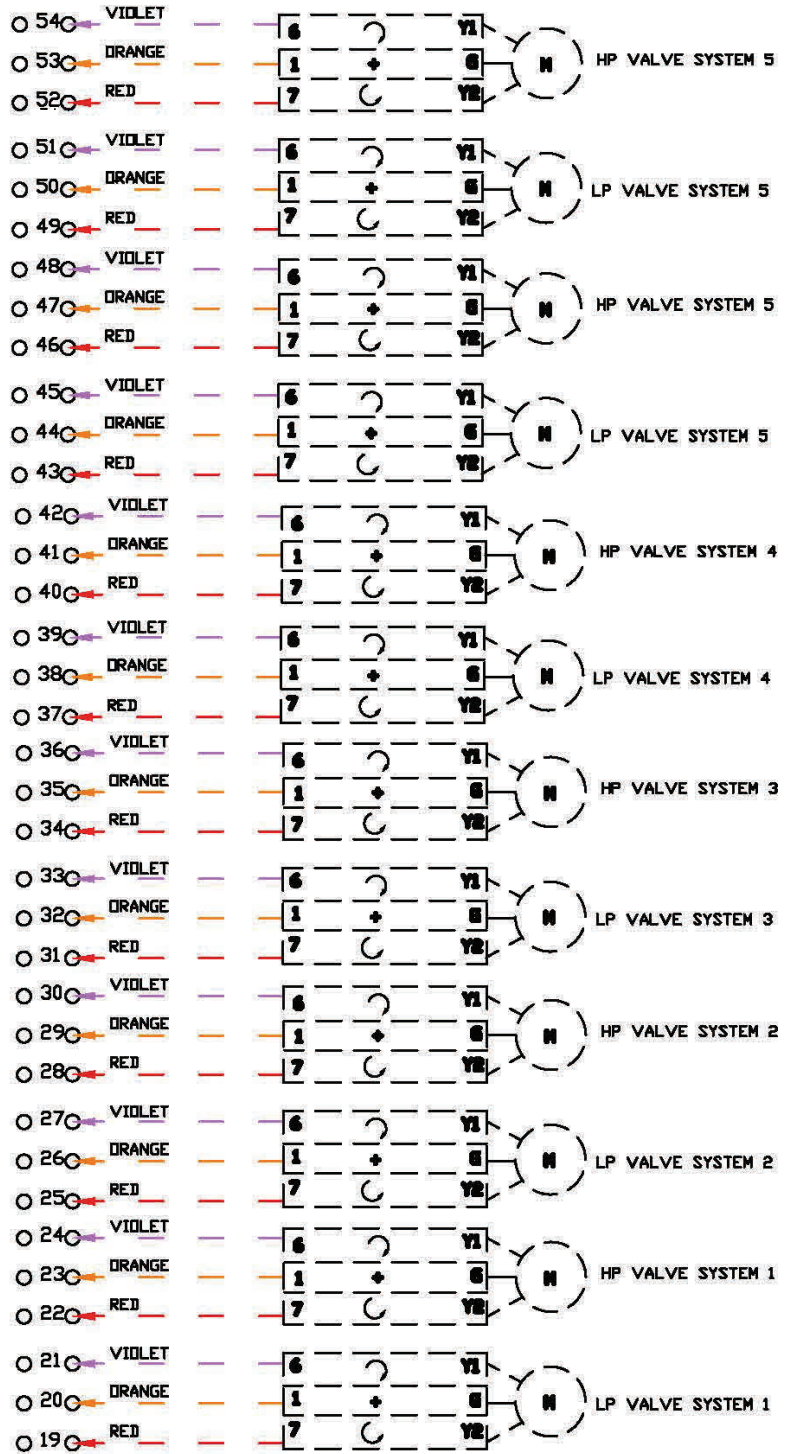 54 VIOLET 6 Y1
53 ORANGE 1 G M HP VALVE SYSTEM 5
52 RED 7 Y2
51 VIOLET 6 Y1
50 ORANGE 1 G M LP VALVE SYSTEM 5
49 RED 7 Y2
48 VIOLET 6 Y1
47 ORANGE 1 G M HP VALVE SYSTEM 5
46 RED 7 Y2
45 VIOLET 6 Y1
44 ORANGE 1 G M LP VALVE SYSTEM 5
43 RED 7 Y2
42 VIOLET 6 Y1
41 ORANGE 1 G M HP VALVE SYSTEM 4
40 RED 7 Y2
39 VIOLET 6 Y1
38 ORANGE 1 G M LP VALVE SYSTEM 4
37 RED 7 Y2
36 VIOLET 6 Y1
35 ORANGE 1 G M HP VALVE SYSTEM 3
34 RED 7 Y2
33 VIOLET 6 Y1
32 ORANGE 1 G M LP VALVE SYSTEM 3
31 RED 7 Y2
30 VIOLET 6 Y1
29 ORANGE 1 G M HP VALVE SYSTEM 2
28 RED 7 Y2
27 VIOLET 6 Y1
26 ORANGE 1 G M LP VALVE SYSTEM 2
25 RED 7 Y2
24 VIOLET 6 Y1
23 ORANGE 1 G M HP VALVE SYSTEM 1
22 RED 7 Y2
21 VIOLET 6 Y1
20 ORANGE 1 G M LP VALVE SYSTEM 1
19 RED 7 Y2